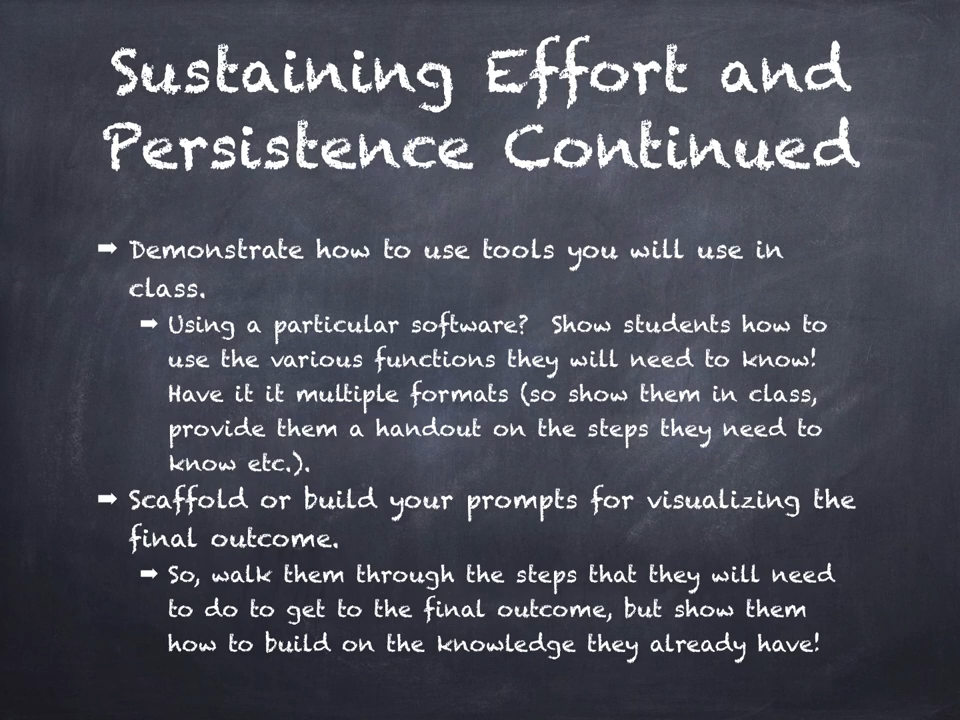 Sustaining Effort and
Persistence Continued
➡ Demonstrate how to use tools you will use in
class.
➡ Using a particular software? Show students how to
use the various functions they will need to know!
Have it it multiple formats (so show them in class,
provide them a handout on the steps they need to
know etc.).
➡ Scaffold or build your prompts for visualizing the
final outcome.
➡ So, walk them through the steps that they will need
to do to get to the final outcome, but show them
how to build on the knowledge they already have!